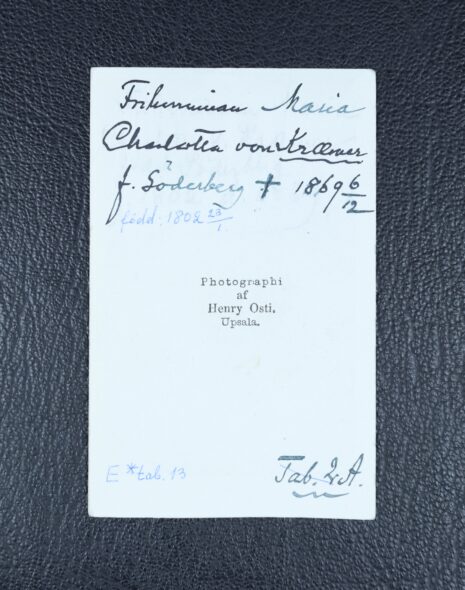 Friherrinnan Maria
Charlotta von Kræmer
?
f. Söderberg + 1869 6/12
född. 1802 23/1.
Photographi
af
Henry Osti.
Upsala.
E *tab. 13
Tab. 2. A.